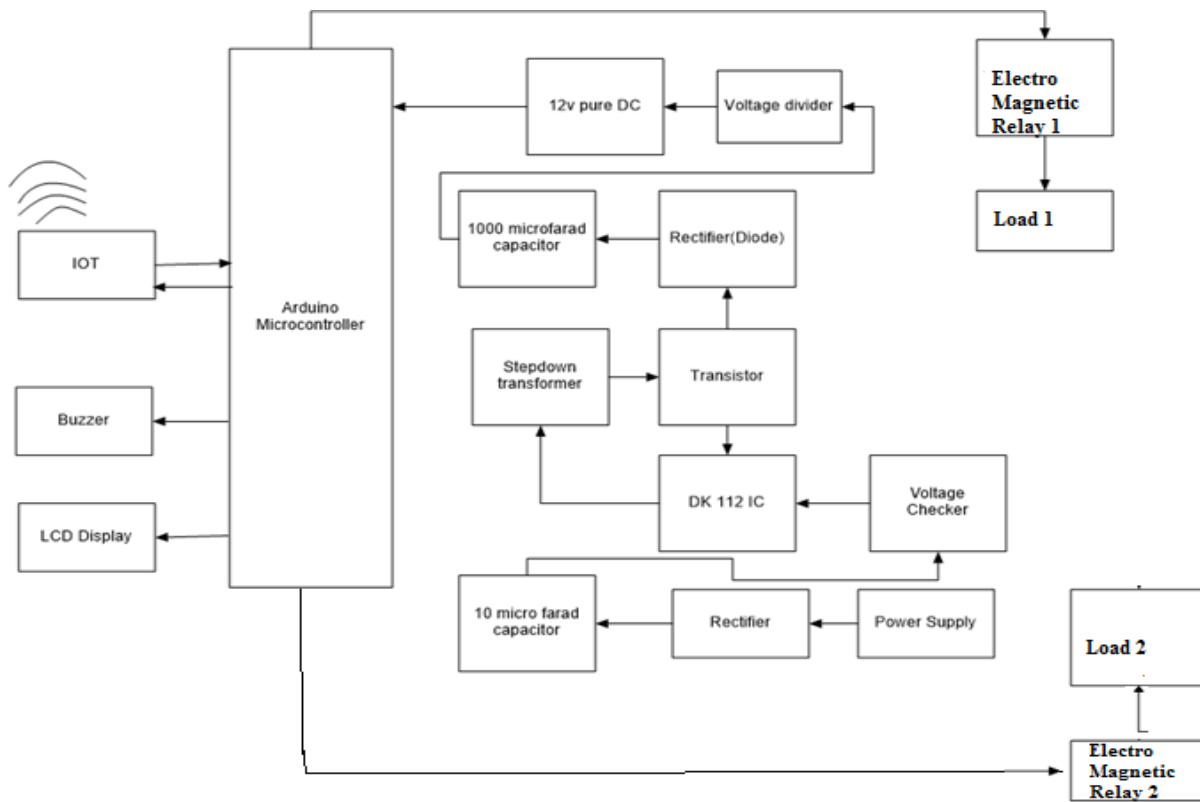 Electro
Magnetic
Relay 1
12v pure DC
Voltage divider
Load 1
1000 microfarad
capacitor
Rectifier(Diode)
IOT
Arduino
Microcontroller
Stepdown
transformer
Transistor
Buzzer
DK 112 IC
Voltage
Checker
LCD Display
10 micro farad
capacitor
Rectifier
Power Supply
Load 2
Electro
Magnetic
Relay 2